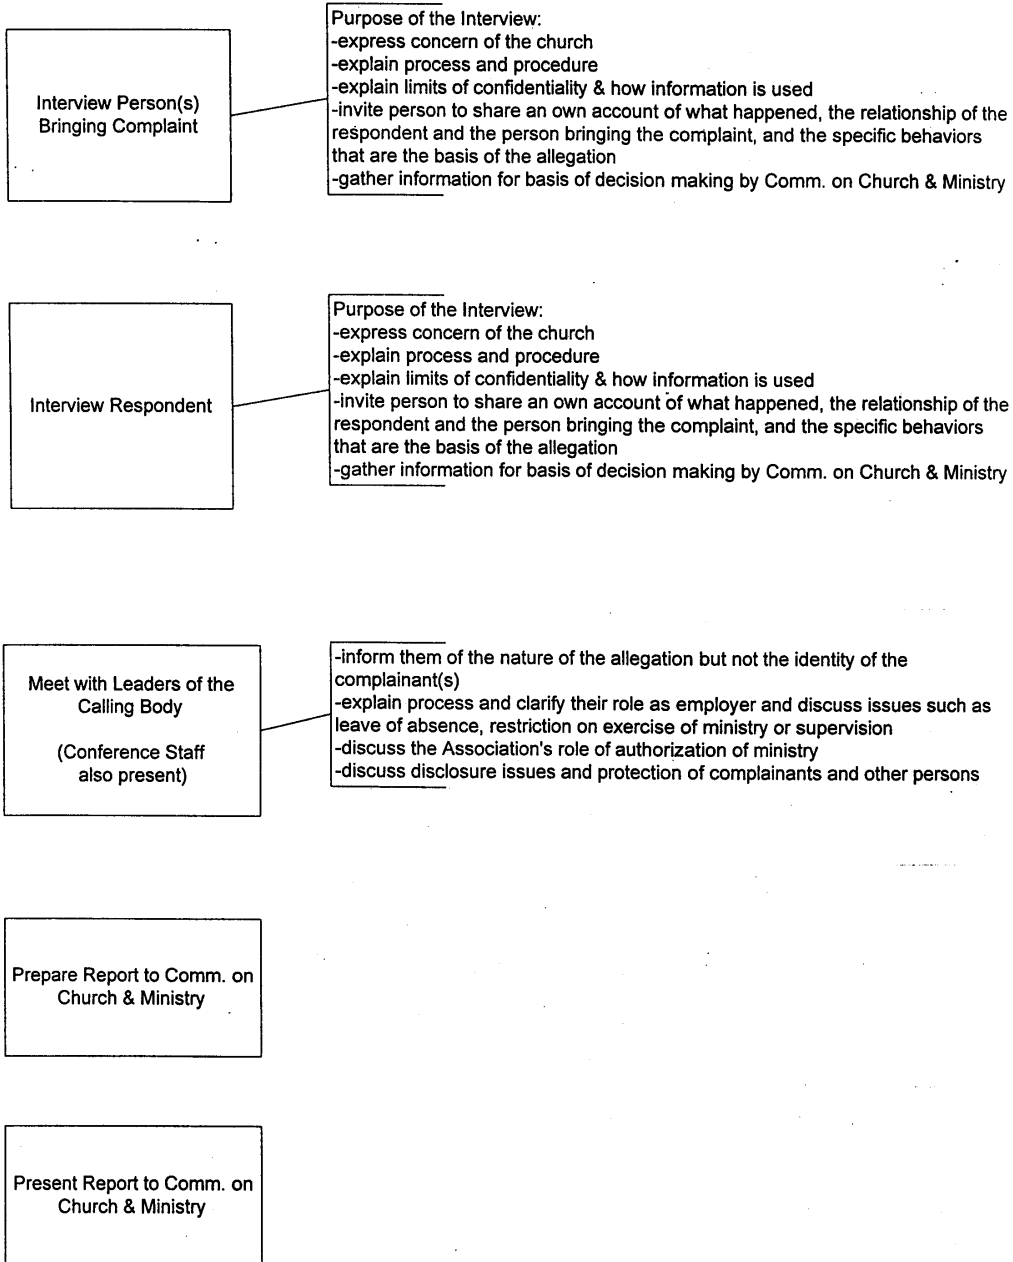 Interview Person(s)
Bringing Complaint
Purpose of the Interview:
-express concern of the church
-explain process and procedure
-explain limits of confidentiality & how information is used
-invite person to share an own account of what happened, the relationship of the
respondent and the person bringing the complaint, and the specific behaviors
that are the basis of the allegation
-gather information for basis of decision making by Comm. on Church & Ministry
Interview Respondent
Purpose of the Interview:
-express concern of the church
-explain process and procedure
-explain limits of confidentiality & how information is used
-invite person to share an own account of what happened, the relationship of the
respondent and the person bringing the complaint, and the specific behaviors
that are the basis of the allegation
-gather information for basis of decision making by Comm. on Church & Ministry
Meet with Leaders of the
Calling Body
(Conference Staff
also present)
-inform them of the nature of the allegation but not the identity of the
complainant(s)
-explain process and clarify their role as employer and discuss issues such as
leave of absence, restriction on exercise of ministry or supervision
-discuss the Association's role of authorization of ministry
-discuss disclosure issues and protection of complainants and other persons
Prepare Report to Comm. on
Church & Ministry
Present Report to Comm. on
Church & Ministry